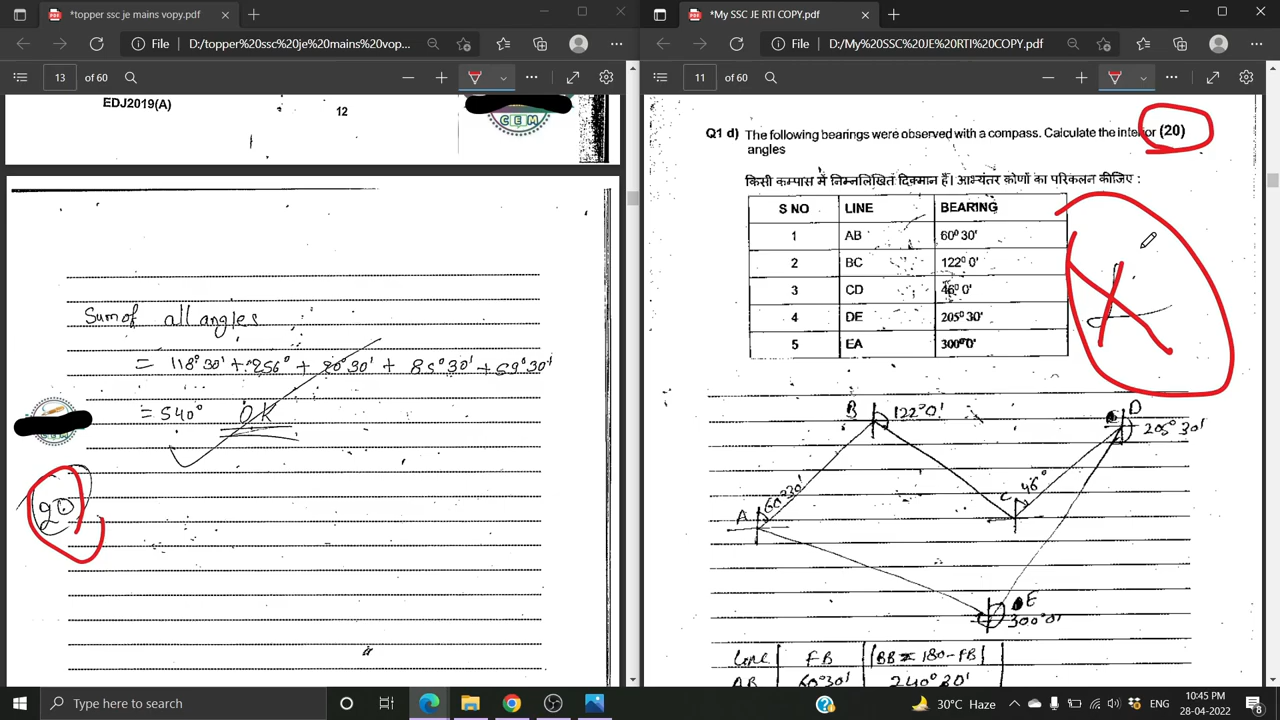 *topper ssc je mains vopy.pdf
*My SSC JE RTI COPY.pdf
File
D:/topper%20ssc%20je%20mains%20vop...
File
D:/My%20SSC%20JE%20RTI%20COPY.pdf
13 of 60
11 of 60
EDJ2019(A)
12
CEM
Sum of all angles
= 118°30' + 256° + 20°30' + 85°30' + 59°30'
= 540° OK
20
Q1 d) The following bearings were observed with a compass. Calculate the interior (20)
angles
किसी कम्पास में निम्नलिखित दिक्मान हैं। आभ्यंतर कोणों का परिकलन कीजिए :
S NO LINE BEARING
1 AB 60° 30'
2 BC 122° 0'
3 CD 46° 0'
4 DE 205° 30'
5 EA 300° 0'
B 122°0'
D
205°30'
A 60°30'
C 46°
E
300°0'
Line FB BB = 180-FB
AB 60°30' 240°30'
Type here to search
30°C Haze
ENG
10:45 PM
28-04-2022